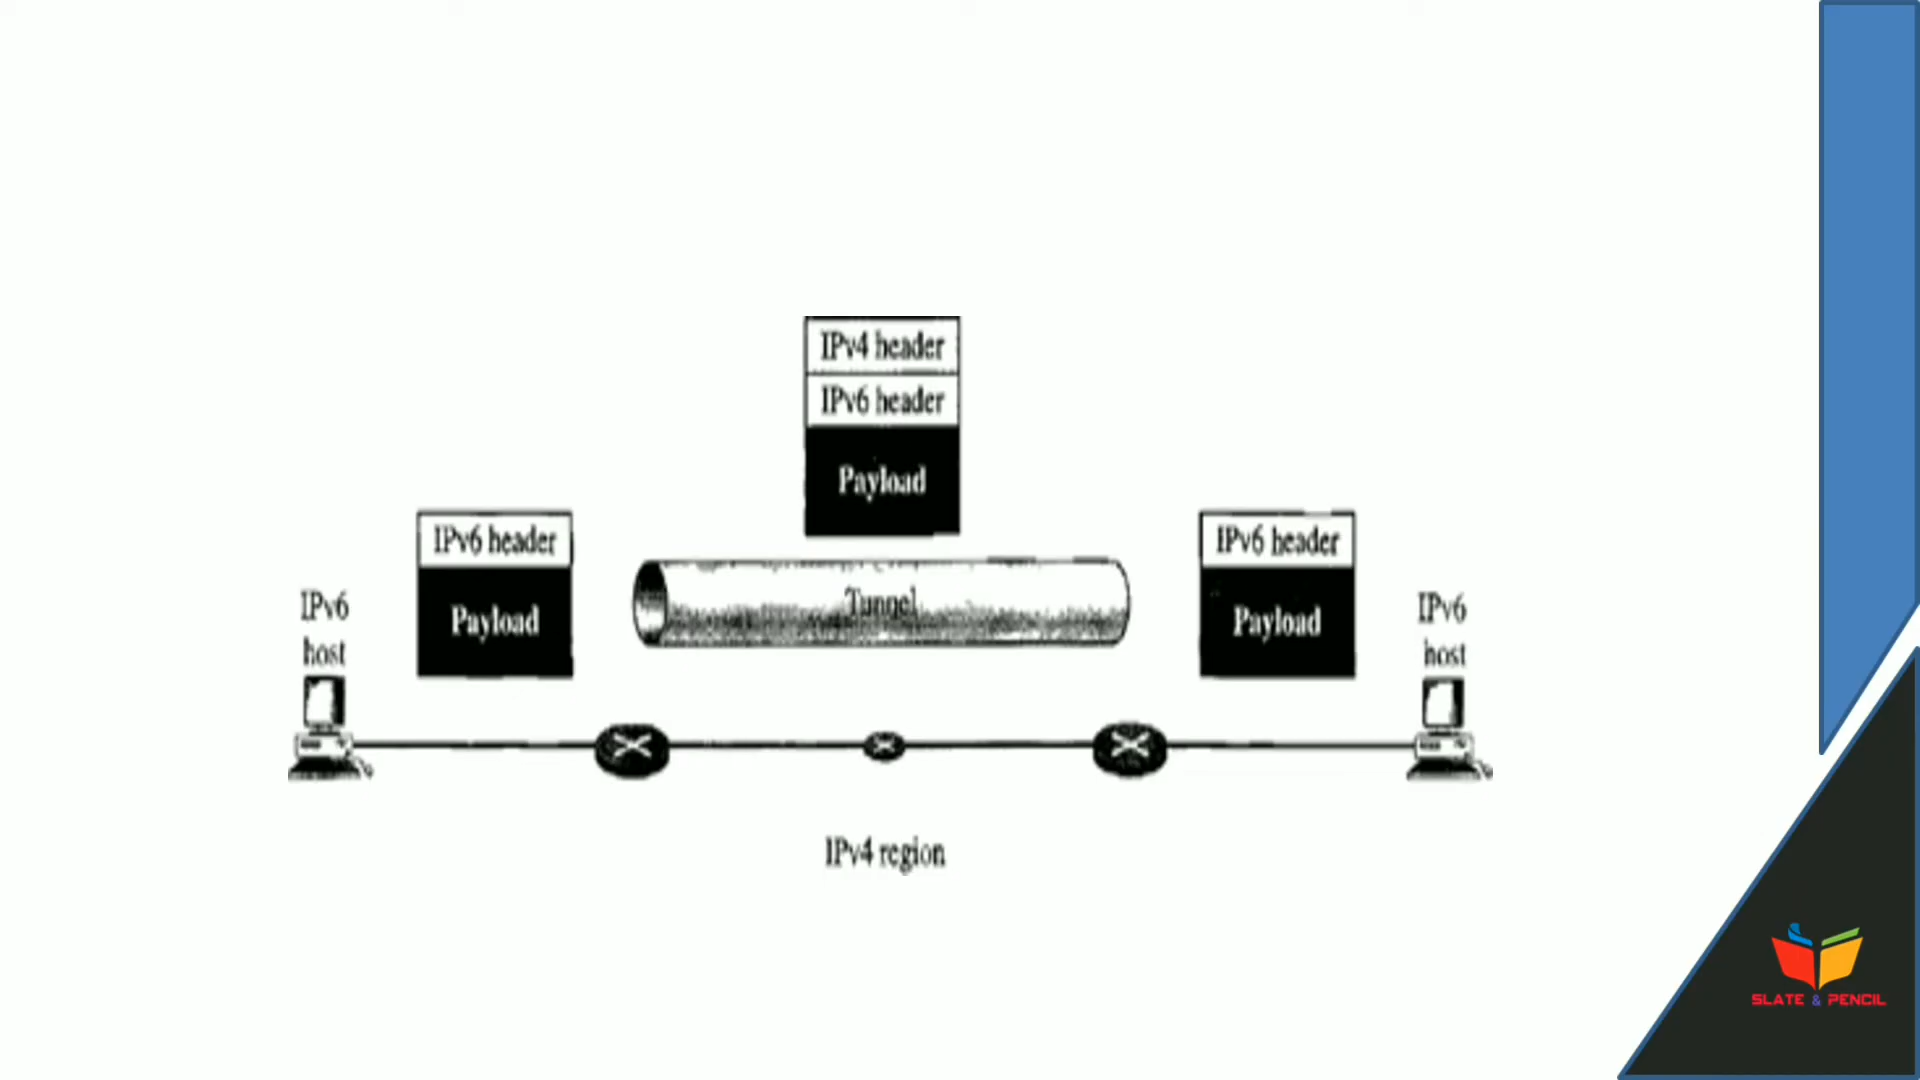 IPv4 header
IPv6 header
Payload
IPv6 header
Payload
IPv6 header
Payload
Tunnel
IPv6
host
IPv6
host
IPv4 region
SLATE & PENCIL